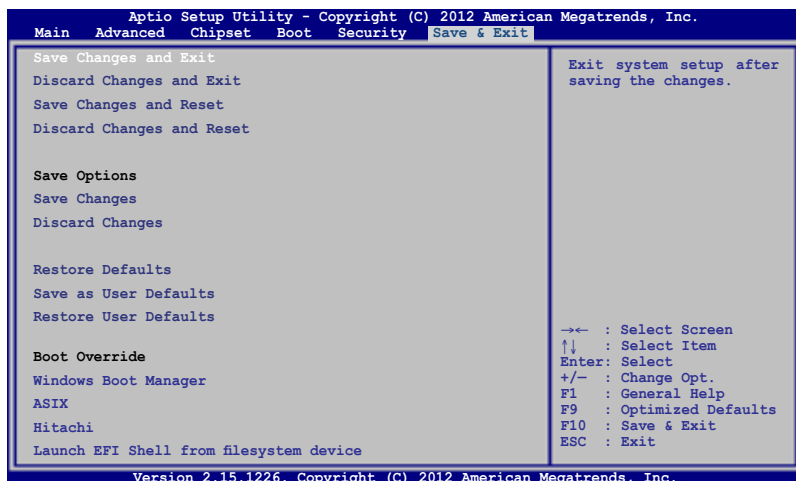 Aptio Setup Utility - Copyright (C) 2012 American Megatrends, Inc.
Main Advanced Chipset Boot Security Save & Exit
Save Changes and Exit
Discard Changes and Exit
Save Changes and Reset
Discard Changes and Reset
Save Options
Save Changes
Discard Changes
Restore Defaults
Save as User Defaults
Restore User Defaults
Boot Override
Windows Boot Manager
ASIX
Hitachi
Launch EFI Shell from filesystem device
Exit system setup after
saving the changes.
→← : Select Screen
↑↓ : Select Item
Enter: Select
+/— : Change Opt.
F1 : General Help
F9 : Optimized Defaults
F10 : Save & Exit
ESC : Exit
Version 2.15.1226. Copyright (C) 2012 American Megatrends, Inc.